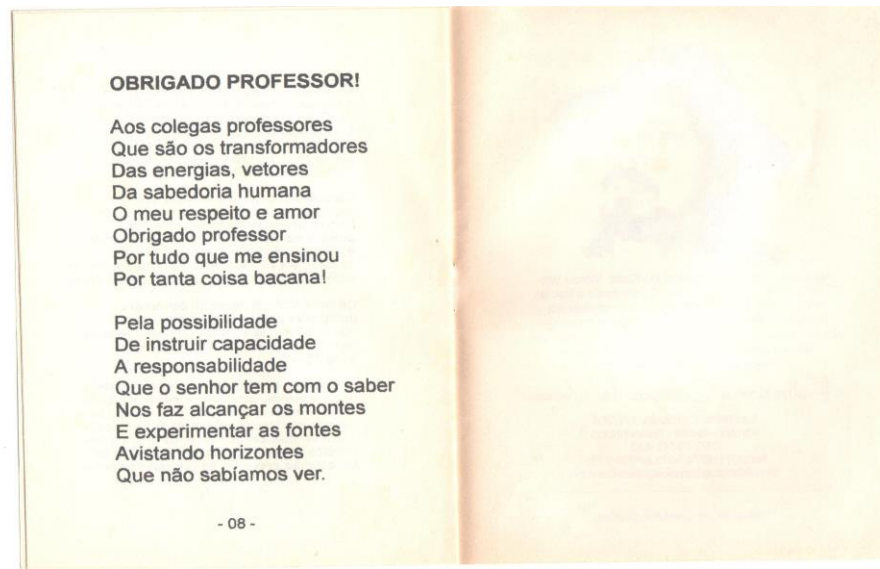 OBRIGADO PROFESSOR!
Aos colegas professores
Que são os transformadores
Das energias, vetores
Da sabedoria humana
O meu respeito e amor
Obrigado professor
Por tudo que me ensinou
Por tanta coisa bacana!
Pela possibilidade
De instruir capacidade
A responsabilidade
Que o senhor tem com o saber
Nos faz alcançar os montes
E experimentar as fontes
Avistando horizontes
Que não sabíamos ver.
- 08 -